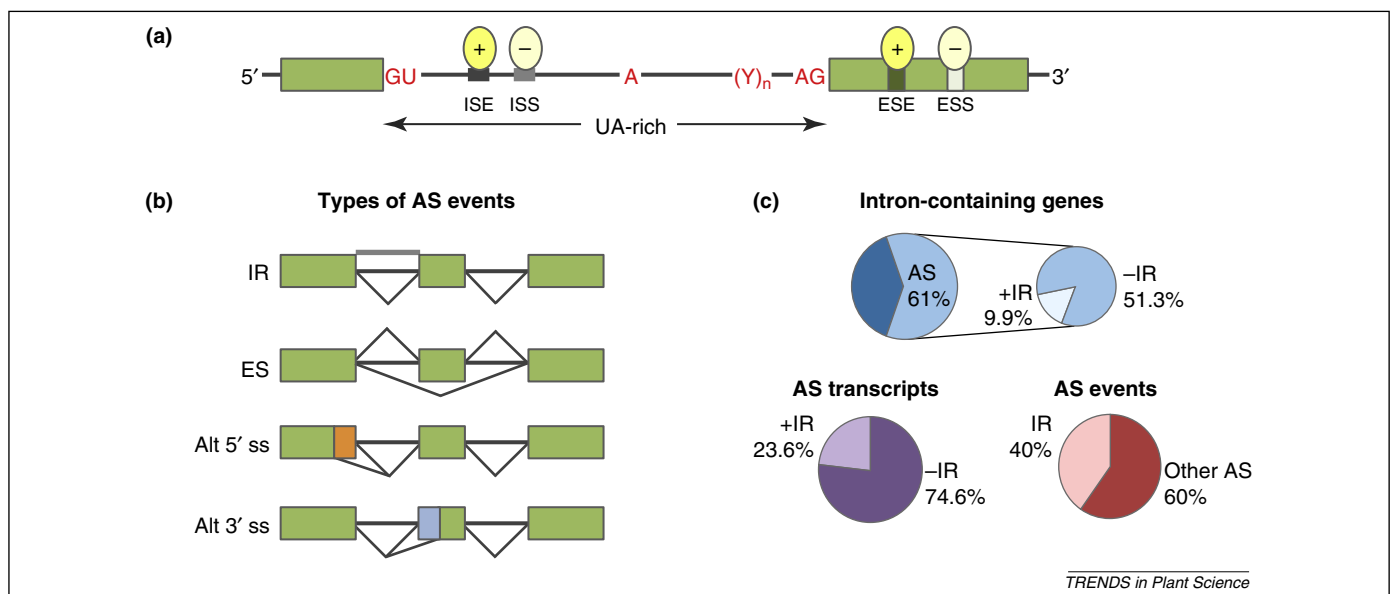 (a)
5′ GU + − A (Y)n AG + − 3′
ISE ISS ESE ESS
UA-rich
(b) Types of AS events
IR
ES
Alt 5′ ss
Alt 3′ ss
(c) Intron-containing genes
AS
61%
+IR
9.9%
–IR
51.3%
AS transcripts
+IR
23.6%
–IR
74.6%
AS events
IR
40%
Other AS
60%
TRENDS in Plant Science